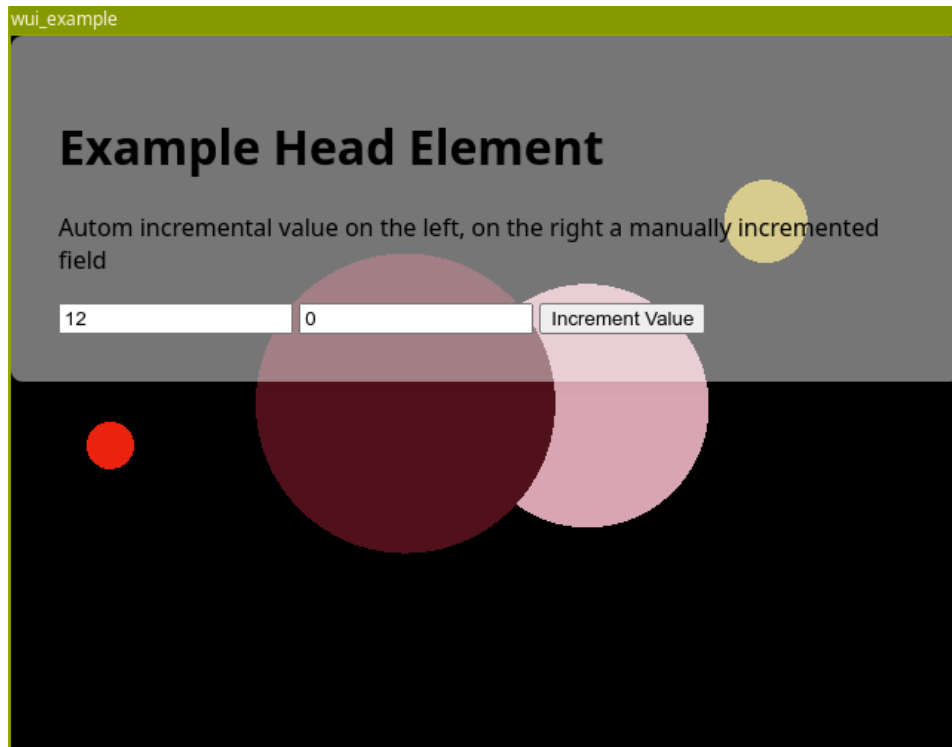 wui_example
Example Head Element
Autom incremental value on the left, on the right a manually incremented
field
12 0 Increment Value